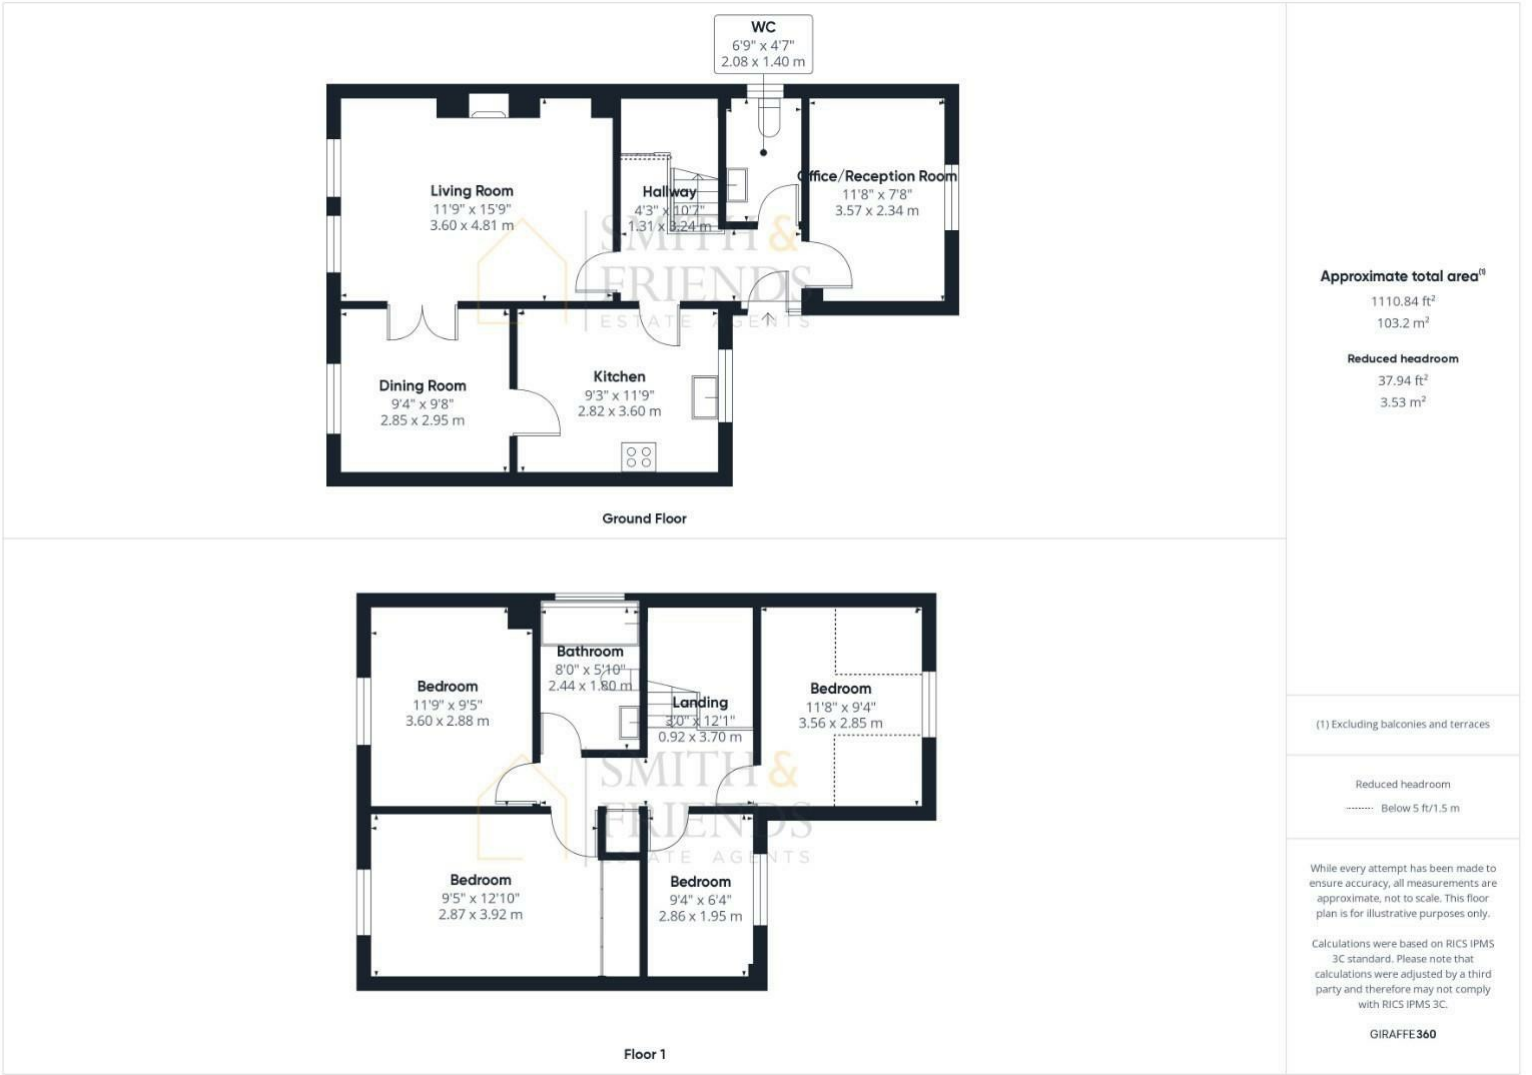 WC
6'9" x 4'7"
2.08 x 1.40 m
Living Room
11'9" x 15'9"
3.60 x 4.81 m
Hallway
4'3" x 10'7"
1.31 x 3.24 m
Office/Reception Room
11'8" x 7'8"
3.57 x 2.34 m
SMITH &
FRIENDS
ESTATE AGENTS
Dining Room
9'4" x 9'8"
2.85 x 2.95 m
Kitchen
9'3" x 11'9"
2.82 x 3.60 m
Ground Floor
Bedroom
11'9" x 9'5"
3.60 x 2.88 m
Bathroom
8'0" x 5'10"
2.44 x 1.80 m
Landing
3'0" x 12'1"
0.92 x 3.70 m
Bedroom
11'8" x 9'4"
3.56 x 2.85 m
SMITH &
FRIENDS
ESTATE AGENTS
Bedroom
9'5" x 12'10"
2.87 x 3.92 m
Bedroom
9'4" x 6'4"
2.86 x 1.95 m
Floor 1
Approximate total area⁽¹⁾
1110.84 ft²
103.2 m²
Reduced headroom
37.94 ft²
3.53 m²
(1) Excluding balconies and terraces
Reduced headroom
Below 5 ft/1.5 m
While every attempt has been made to
ensure accuracy, all measurements are
approximate, not to scale. This floor
plan is for illustrative purposes only.
Calculations were based on RICS IPMS
3C standard. Please note that
calculations were adjusted by a third
party and therefore may not comply
with RICS IPMS 3C.
GIRAFFE360